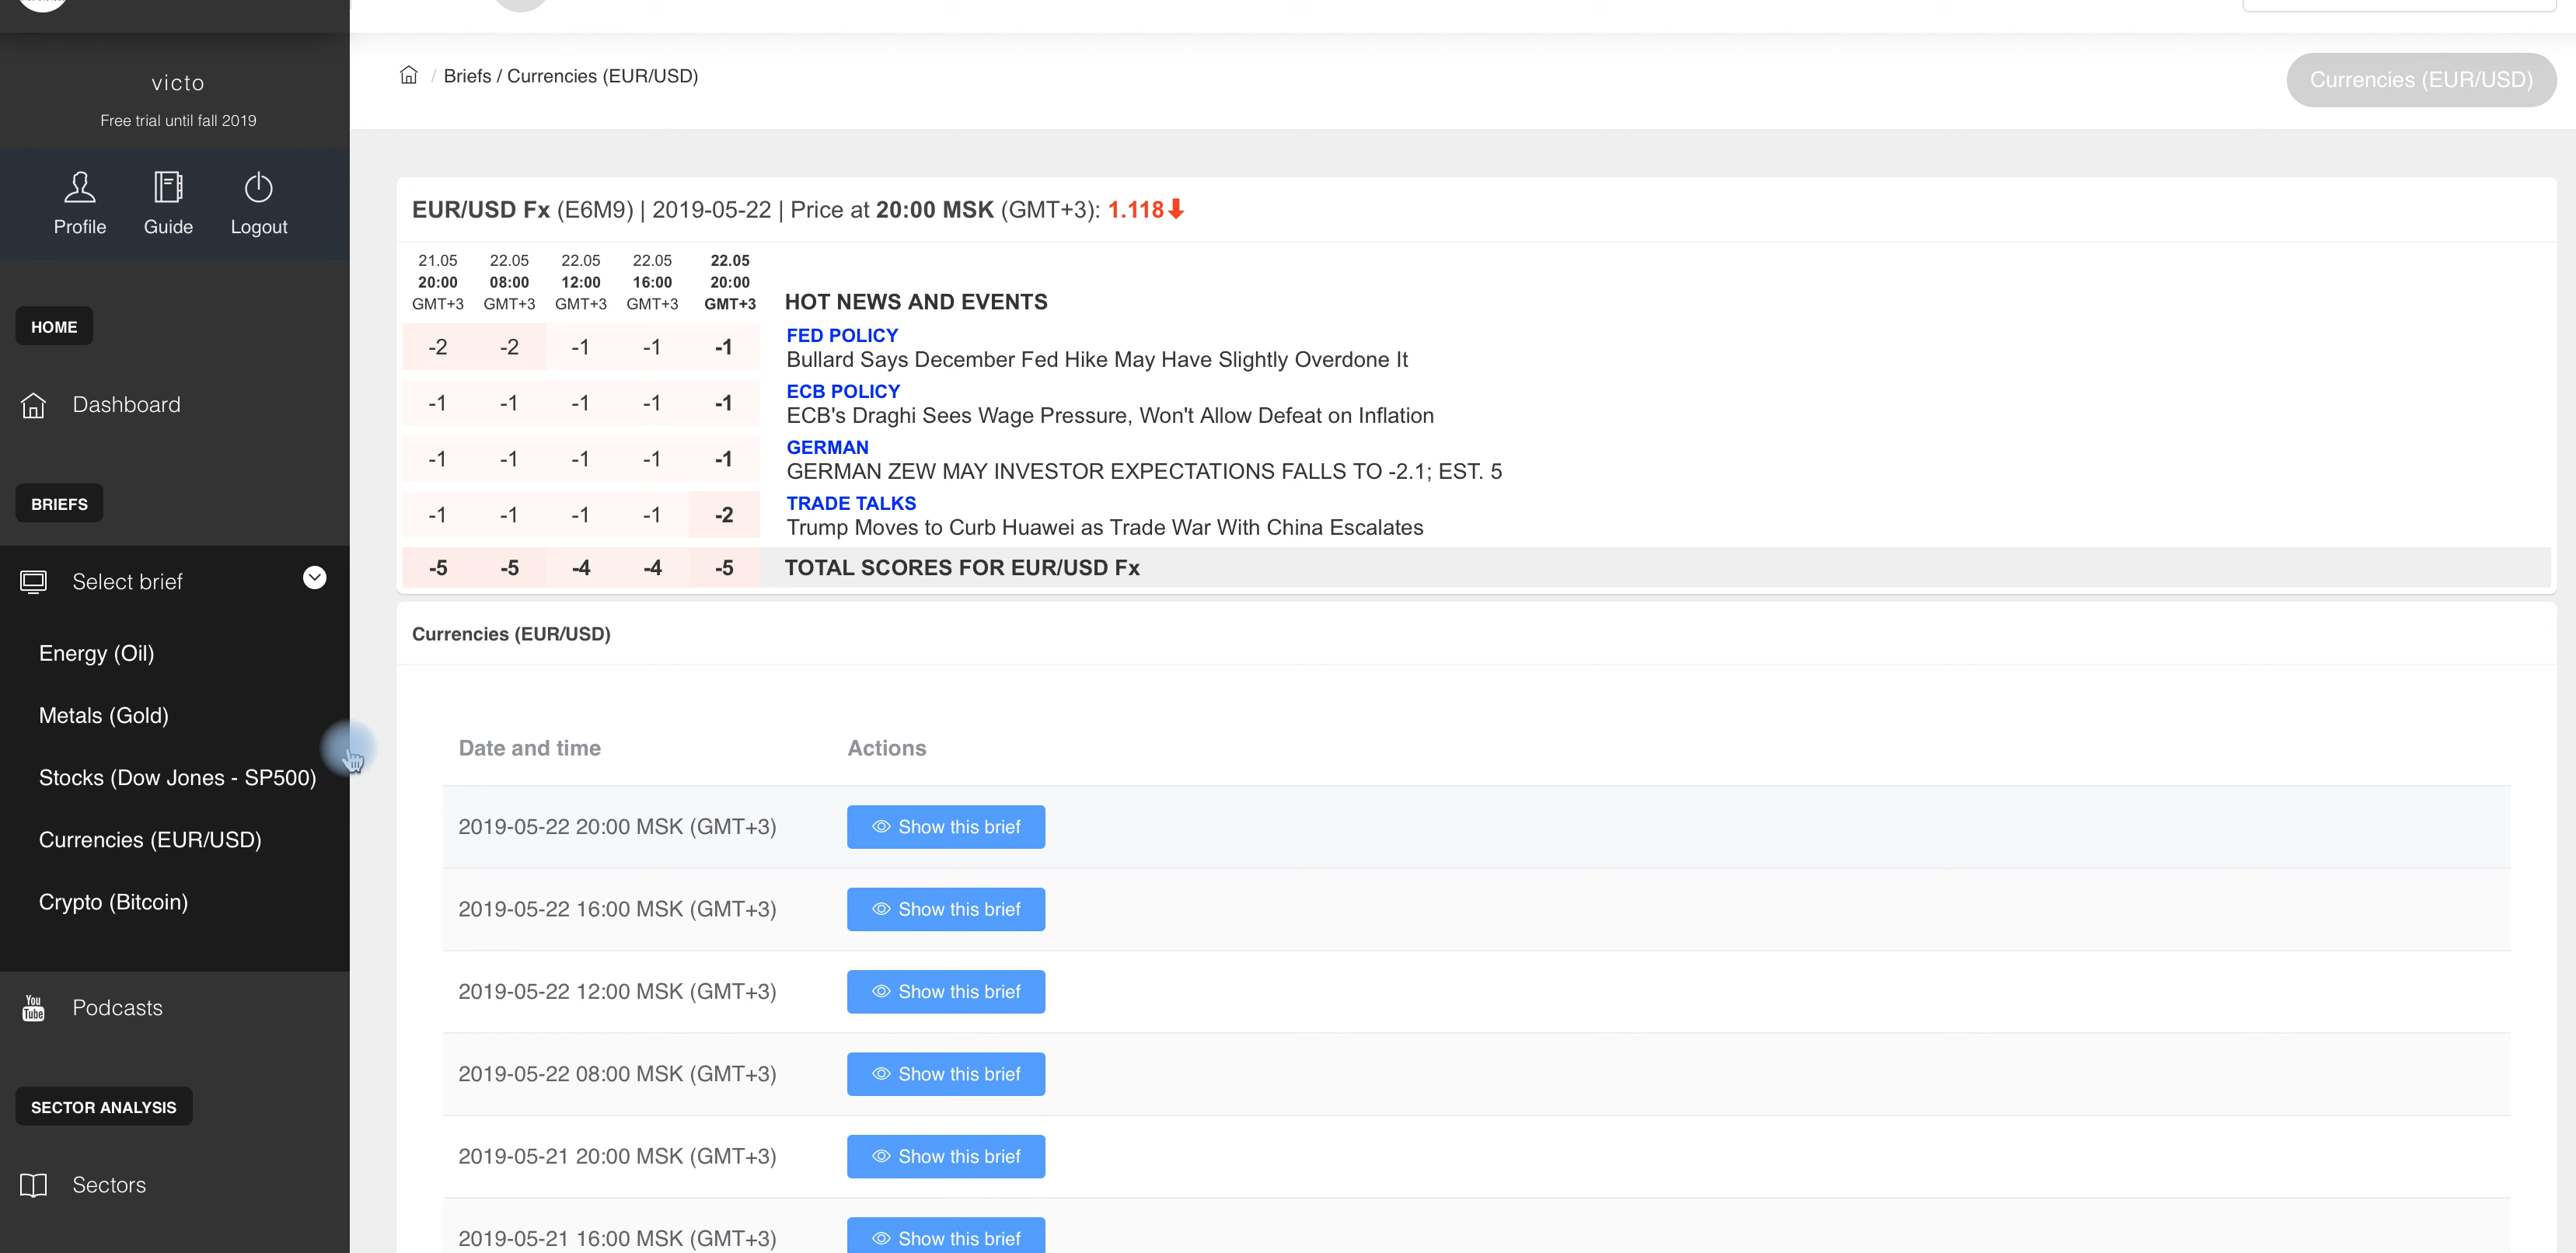 victo
Free trial until fall 2019
Profile
Guide
Logout
HOME
Dashboard
BRIEFS
Select brief
Energy (Oil)
Metals (Gold)
Stocks (Dow Jones - SP500)
Currencies (EUR/USD)
Crypto (Bitcoin)
You Tube
Podcasts
SECTOR ANALYSIS
Sectors
/ Briefs / Currencies (EUR/USD)
Currencies (EUR/USD)
EUR/USD Fx (E6M9) | 2019-05-22 | Price at 20:00 MSK (GMT+3): 1.118
21.05 22.05 22.05 22.05 22.05
20:00 08:00 12:00 16:00 20:00
GMT+3 GMT+3 GMT+3 GMT+3 GMT+3
HOT NEWS AND EVENTS
-2 -2 -1 -1 -1
FED POLICY
Bullard Says December Fed Hike May Have Slightly Overdone It
-1 -1 -1 -1 -1
ECB POLICY
ECB's Draghi Sees Wage Pressure, Won't Allow Defeat on Inflation
-1 -1 -1 -1 -1
GERMAN
GERMAN ZEW MAY INVESTOR EXPECTATIONS FALLS TO -2.1; EST. 5
-1 -1 -1 -1 -2
TRADE TALKS
Trump Moves to Curb Huawei as Trade War With China Escalates
-5 -5 -4 -4 -5 TOTAL SCORES FOR EUR/USD Fx
Currencies (EUR/USD)
Date and time Actions
2019-05-22 20:00 MSK (GMT+3) Show this brief
2019-05-22 16:00 MSK (GMT+3) Show this brief
2019-05-22 12:00 MSK (GMT+3) Show this brief
2019-05-22 08:00 MSK (GMT+3) Show this brief
2019-05-21 20:00 MSK (GMT+3) Show this brief
2019-05-21 16:00 MSK (GMT+3) Show this brief